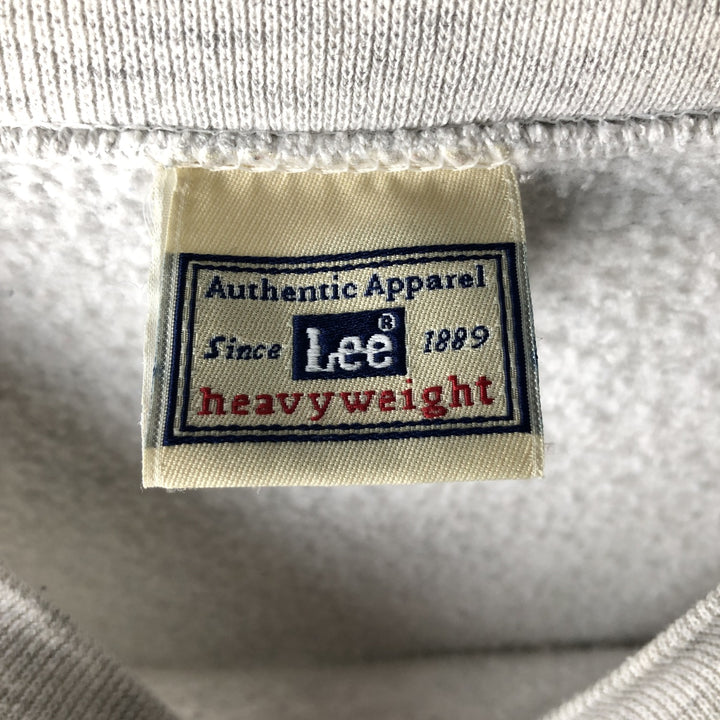 Authentic Apparel
Since Lee® 1889
heavyweight